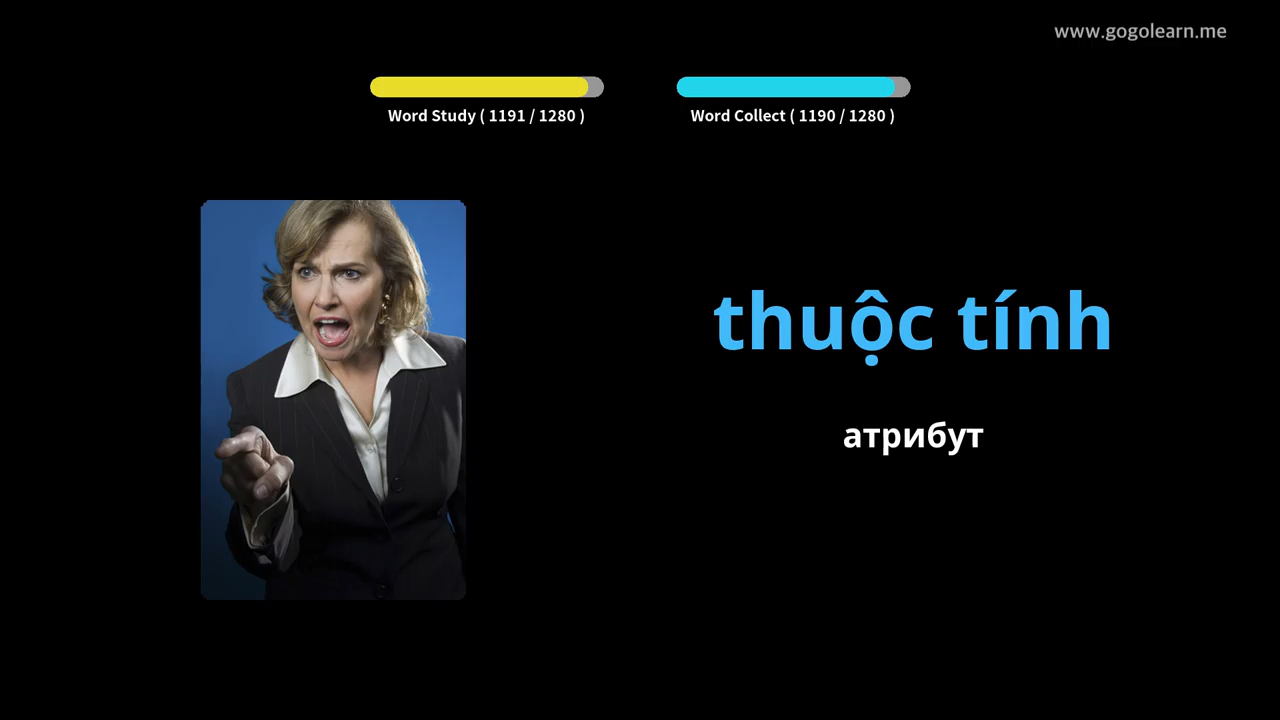 www.gogolearn.me
Word Study ( 1191 / 1280 )
Word Collect ( 1190 / 1280 )
thuộc tính
атрибут